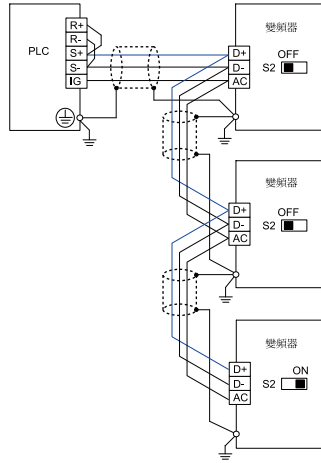 PLC
R+
R-
S+
S-
IG
變頻器
D+
D-
AC
OFF
S2
變頻器
D+
D-
AC
OFF
S2
變頻器
D+
D-
AC
ON
S2